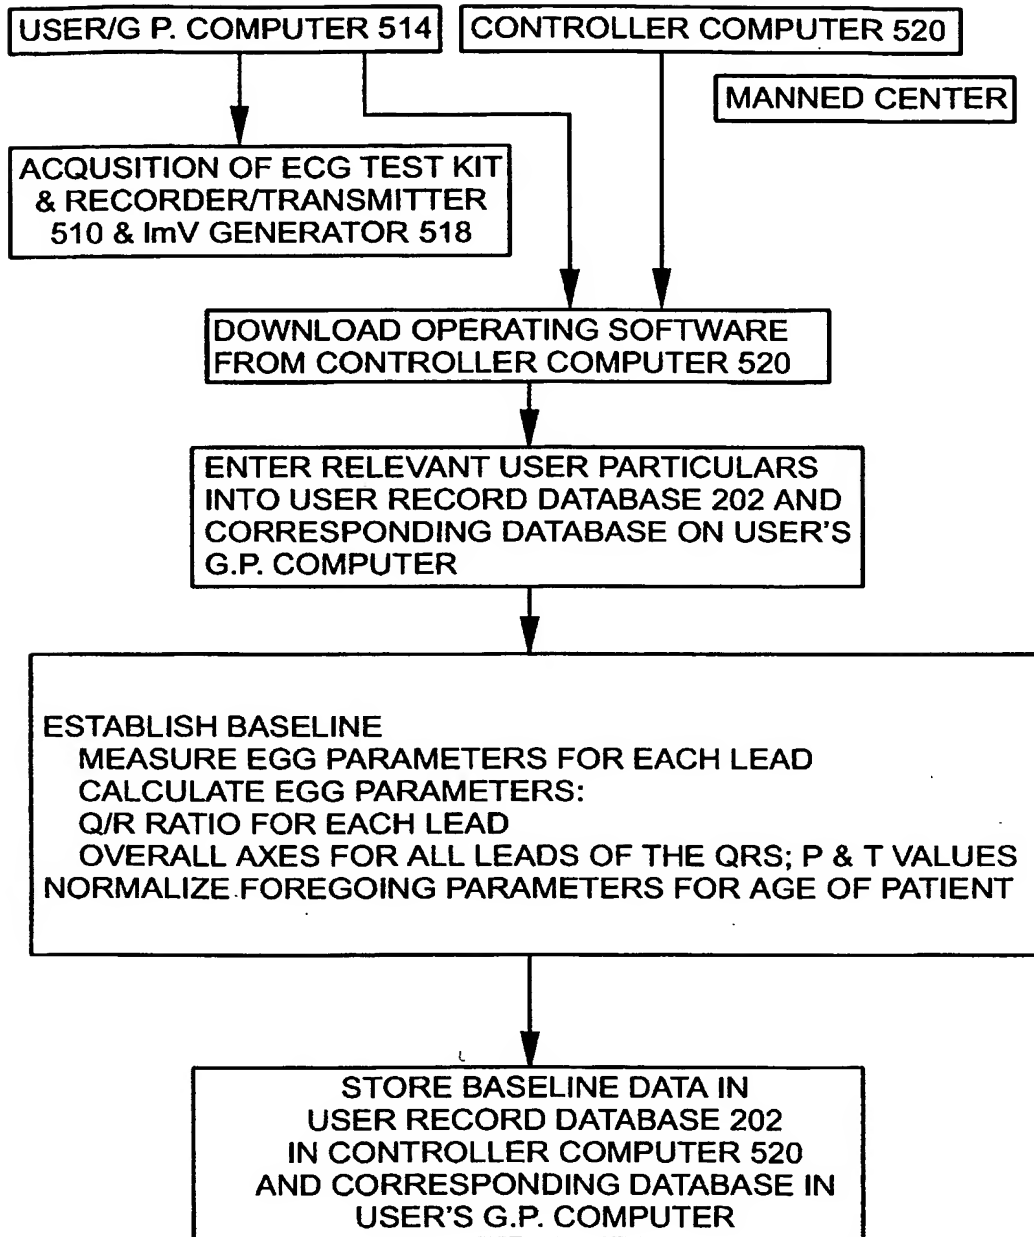 USER/G P. COMPUTER 514
CONTROLLER COMPUTER 520
MANNED CENTER
ACQUSITION OF ECG TEST KIT
& RECORDER/TRANSMITTER
510 & ImV GENERATOR 518
DOWNLOAD OPERATING SOFTWARE
FROM CONTROLLER COMPUTER 520
ENTER RELEVANT USER PARTICULARS
INTO USER RECORD DATABASE 202 AND
CORRESPONDING DATABASE ON USER'S
G.P. COMPUTER
ESTABLISH BASELINE
MEASURE EGG PARAMETERS FOR EACH LEAD
CALCULATE EGG PARAMETERS:
Q/R RATIO FOR EACH LEAD
OVERALL AXES FOR ALL LEADS OF THE QRS; P & T VALUES
NORMALIZE FOREGOING PARAMETERS FOR AGE OF PATIENT
STORE BASELINE DATA IN
USER RECORD DATABASE 202
IN CONTROLLER COMPUTER 520
AND CORRESPONDING DATABASE IN
USER'S G.P. COMPUTER